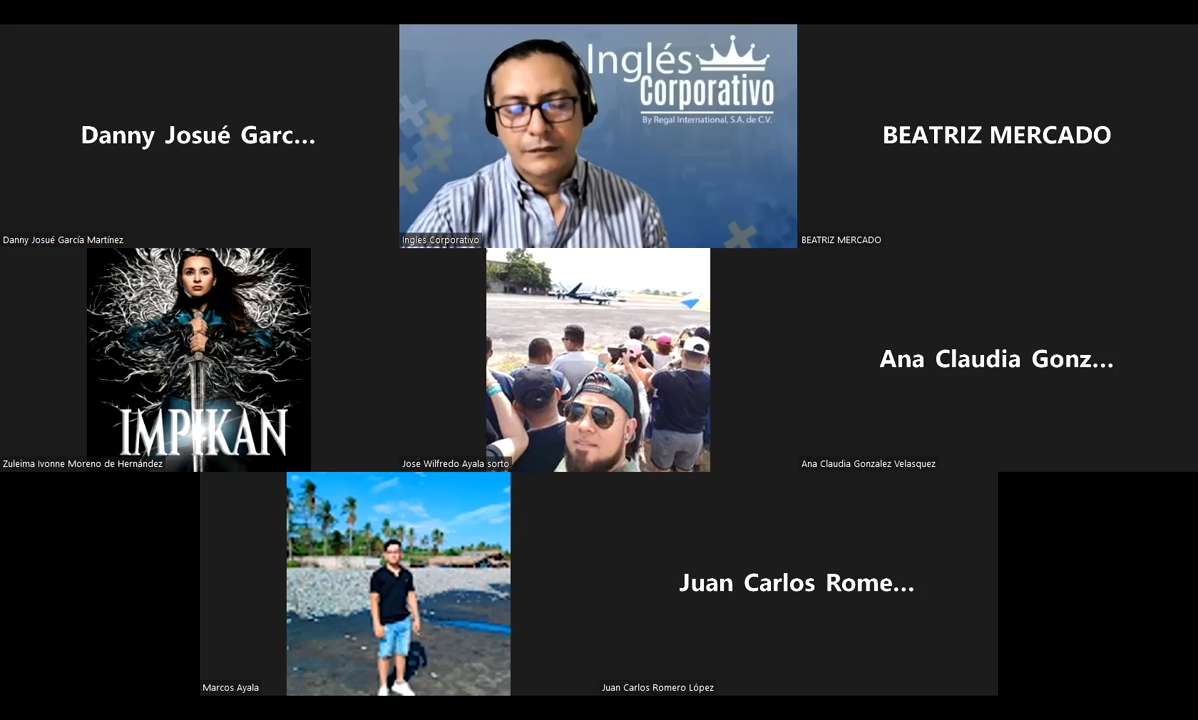 Danny Josué Garc...
Danny Josué García Martínez
Inglés
Corporativo
By Regal International, S.A. de C.V.
Ingles Corporativo
BEATRIZ MERCADO
BEATRIZ MERCADO
IMPIKAN
Zuleima Ivonne Moreno de Hernández
Jose Wilfredo Ayala sorto
Ana Claudia Gonz...
Ana Claudia Gonzalez Velasquez
Marcos Ayala
Juan Carlos Rome...
Juan Carlos Romero López